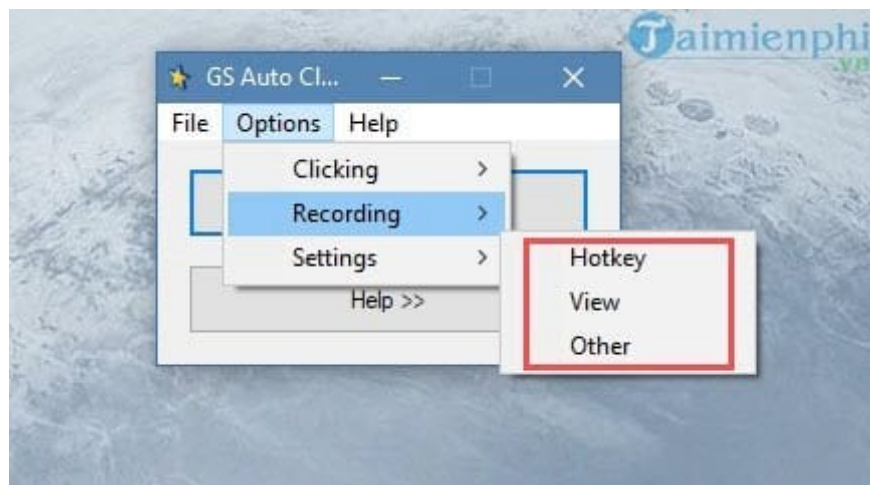 Taimienphi
.vn
GS Auto Cl...
File Options Help
Clicking
Recording
Settings
Hotkey
View
Other
Help >>